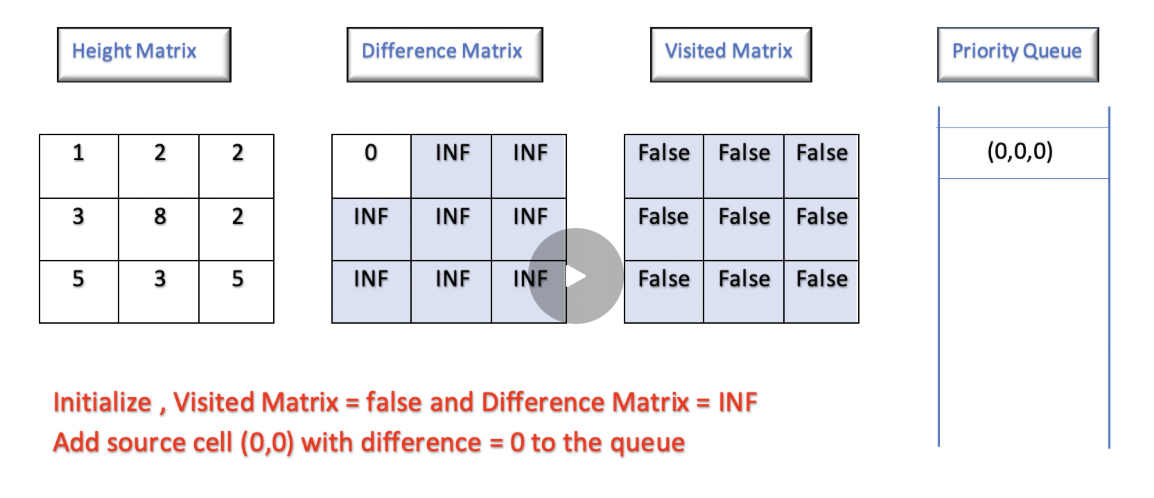 Height Matrix Difference Matrix Visited Matrix Priority Queue
1 2 2 0 INF INF False False False (0,0,0)
3 8 2 INF INF INF False False False
5 3 5 INF INF INF False False False
Initialize , Visited Matrix = false and Difference Matrix = INF
Add source cell (0,0) with difference = 0 to the queue